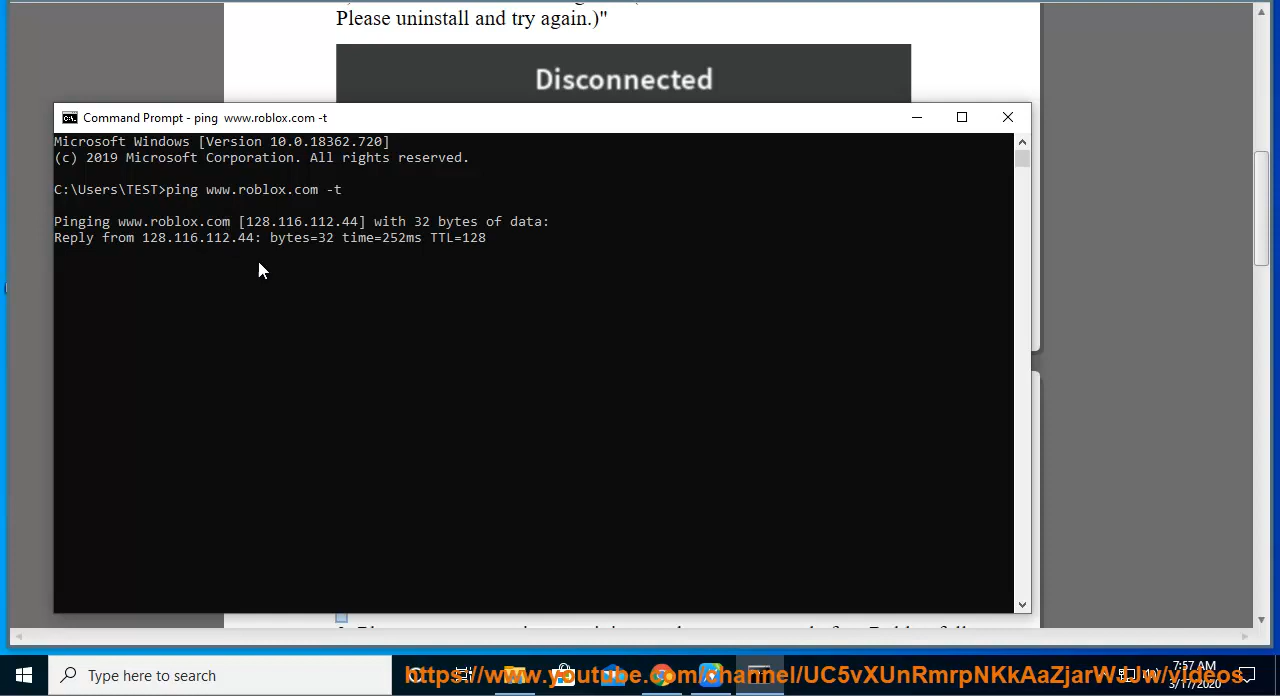 Please uninstall and try again.)"
Disconnected
Command Prompt - ping  www.roblox.com -t
Microsoft Windows [Version 10.0.18362.720]
(c) 2019 Microsoft Corporation. All rights reserved.
C:\Users\TEST>ping www.roblox.com -t
Pinging www.roblox.com [128.116.112.44] with 32 bytes of data:
Reply from 128.116.112.44: bytes=32 time=252ms TTL=128
Type here to search
https://www.youtube.com/channel/UC5vXUnRmrpNKkAaZjarWJUw/videos
7:57 AM
3/17/2020